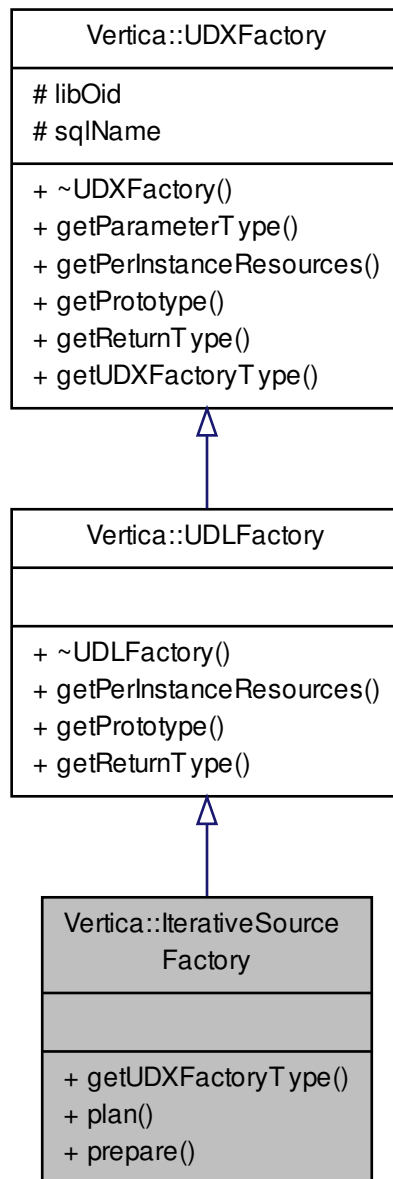 Vertica::UDXFactory
# libOid
# sqlName
+ ~UDXFactory()
+ getParameterType()
+ getPerInstanceResources()
+ getPrototype()
+ getReturnType()
+ getUDXFactoryType()
Vertica::UDLFactory
+ ~UDLFactory()
+ getPerInstanceResources()
+ getPrototype()
+ getReturnType()
Vertica::IterativeSource
Factory
+ getUDXFactoryType()
+ plan()
+ prepare()